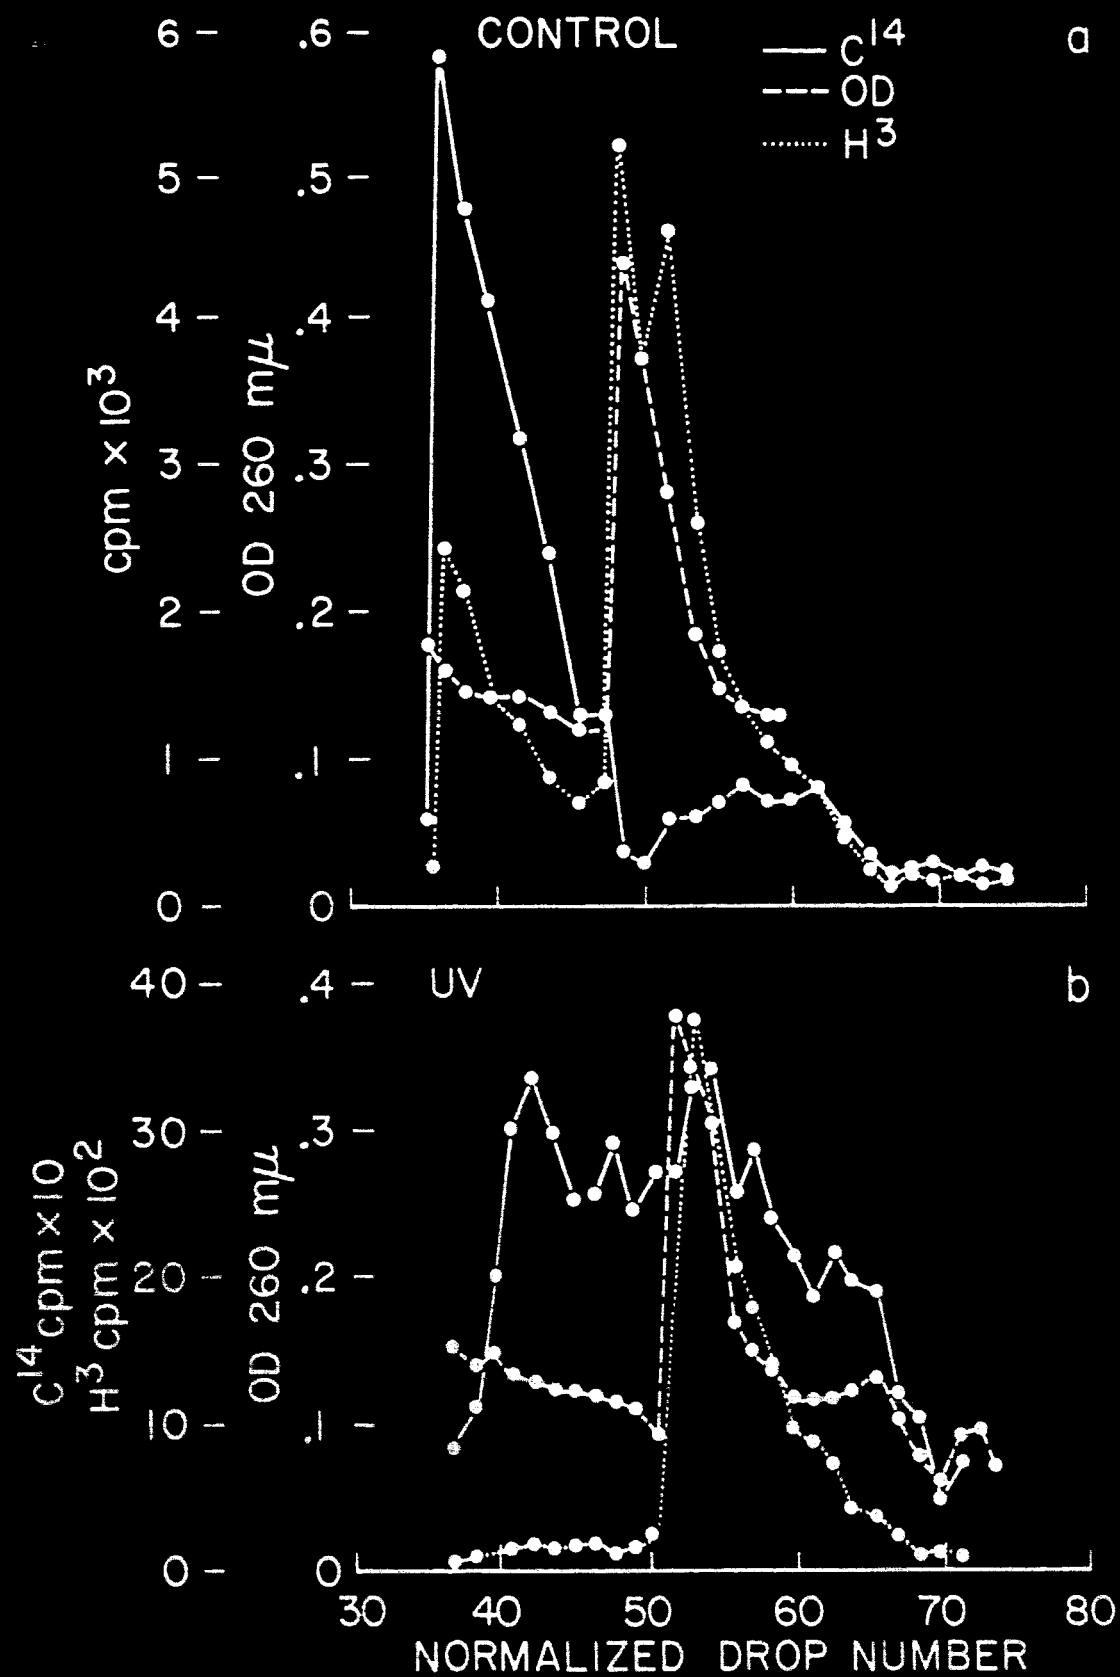 CONTROL
a
C¹⁴
OD
H³
6
5
4
3
2
1
0
cpm × 10³
.6
.5
.4
.3
.2
.1
0
OD 260 mμ
UV
b
40
30
20
10
0
C¹⁴ cpm × 10
H³ cpm × 10²
.4
.3
.2
.1
0
OD 260 mμ
30 40 50 60 70 80
NORMALIZED DROP NUMBER